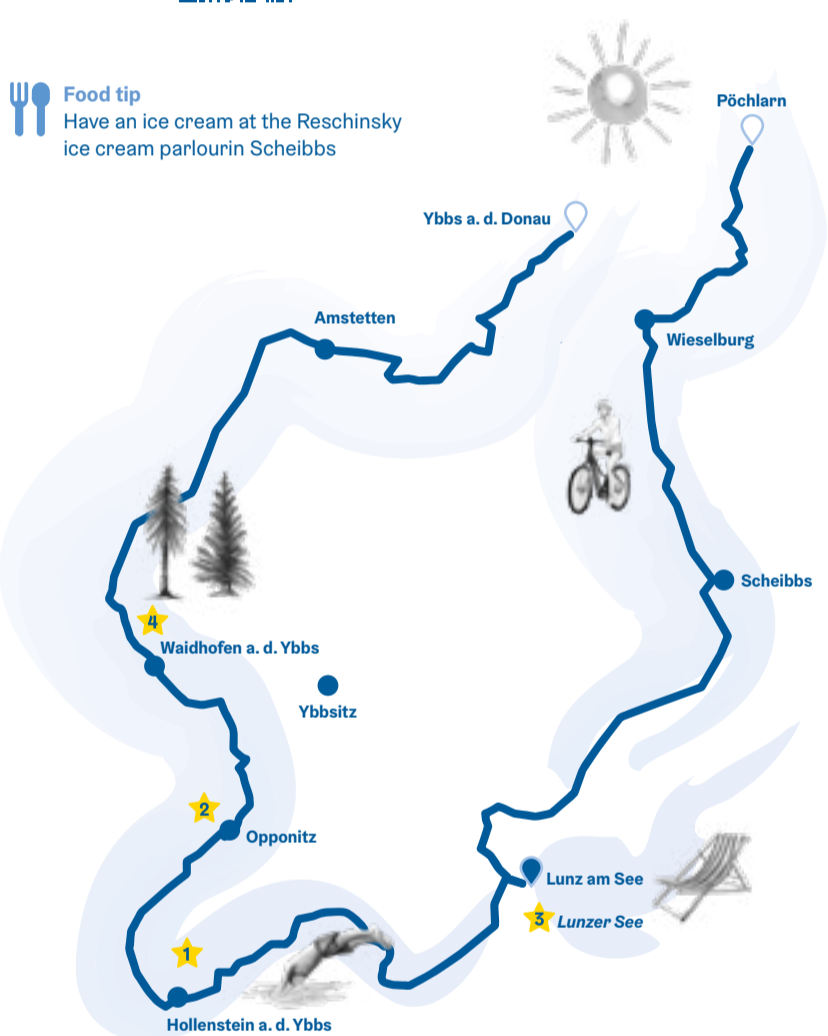 Food tip
Have an ice cream at the Reschinsky
ice cream parlourin Scheibbs
Pöchlarn
Ybbs a. d. Donau
Amstetten
Wieselburg
Scheibbs
4
Waidhofen a. d. Ybbs
Ybbsitz
2
Opponitz
Lunz am See
3 Lunzer See
1
Hollenstein a. d. Ybbs